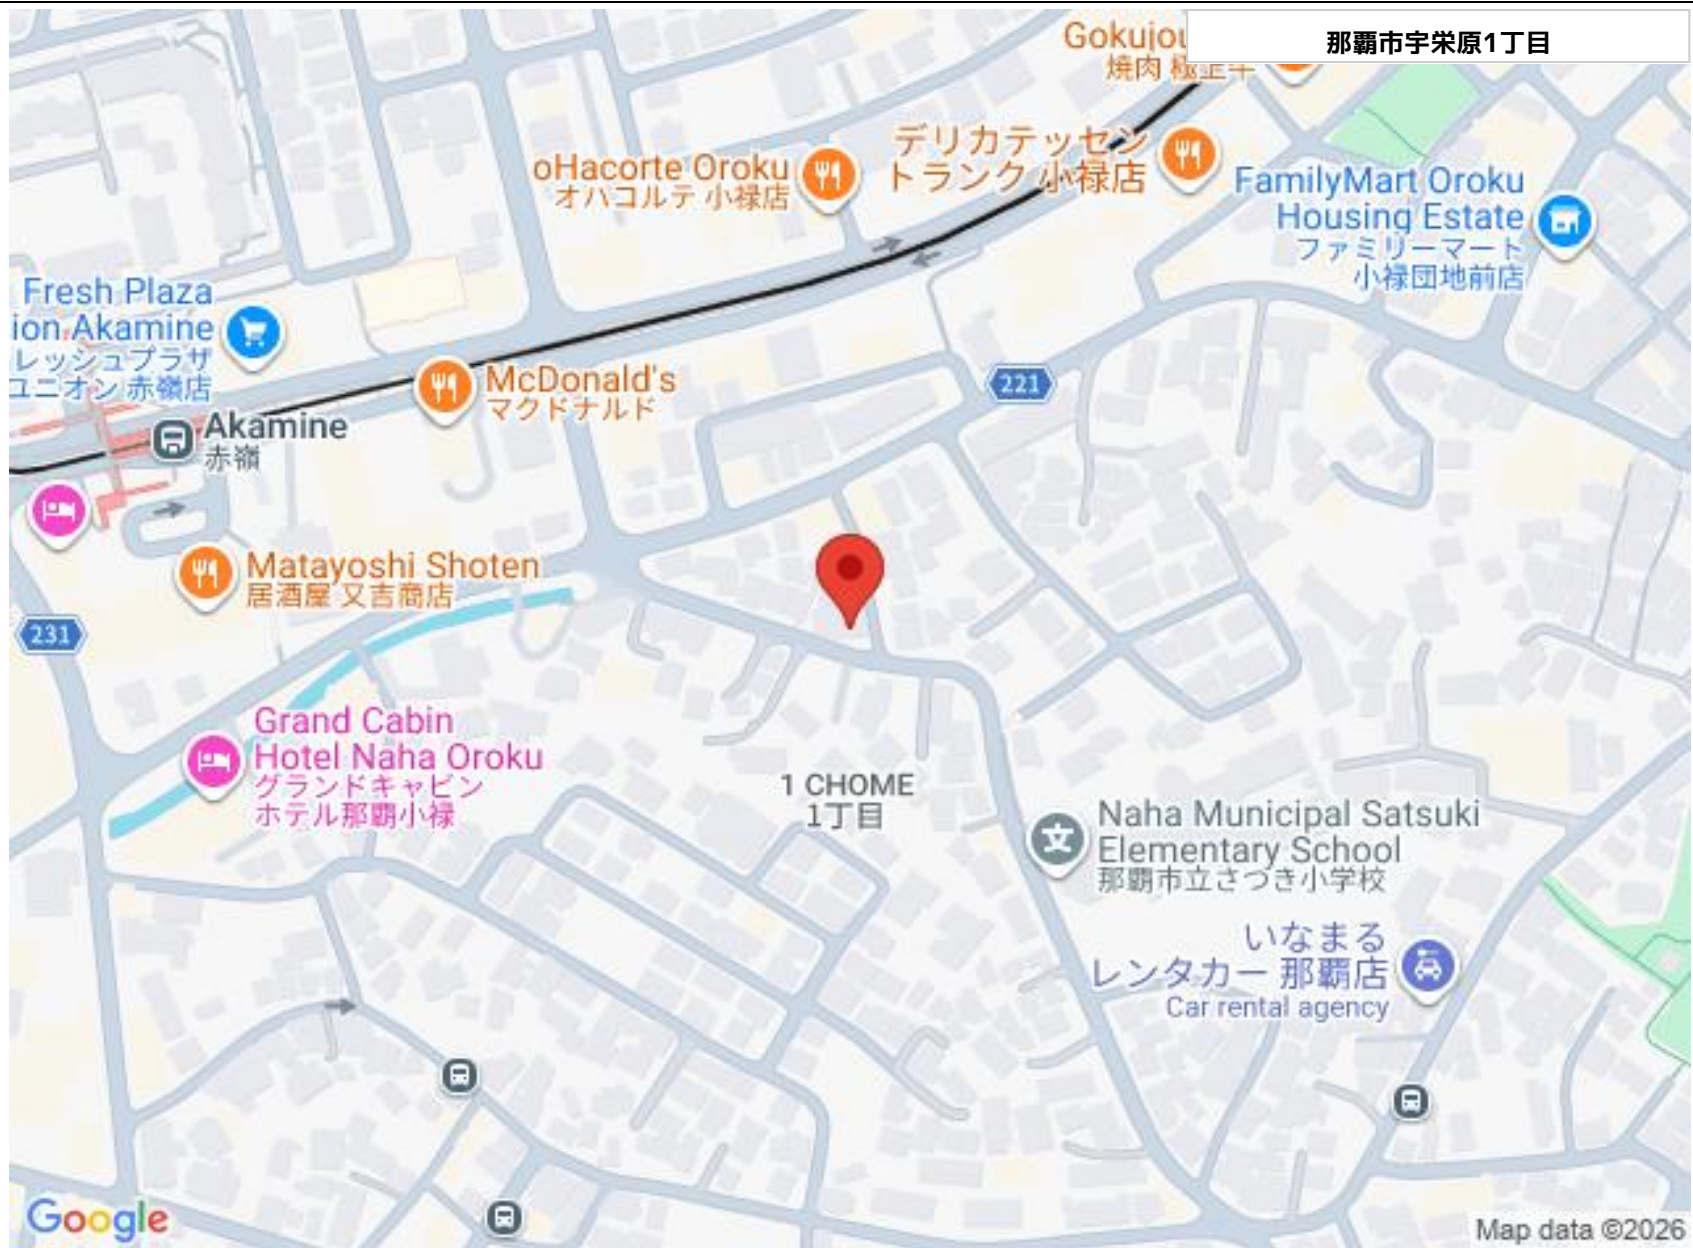 那覇市宇栄原1丁目
Gokujou
焼肉 極上牛
デリカテッセン
トランク 小禄店
oHacorte Oroku
オハコルテ 小禄店
FamilyMart Oroku
Housing Estate
ファミリーマート
小禄団地前店
Fresh Plaza
ion Akamine
レッシュプラザ
ユニオン 赤嶺店
McDonald's
マクドナルド
221
Akamine
赤嶺
Matayoshi Shoten
居酒屋 又吉商店
231
Grand Cabin
Hotel Naha Oroku
グランドキャビン
ホテル那覇小禄
1 CHOME
1丁目
Naha Municipal Satsuki
Elementary School
那覇市立さつき小学校
文
いなまる
レンタカー 那覇店
Car rental agency
Google
Map data ©2026